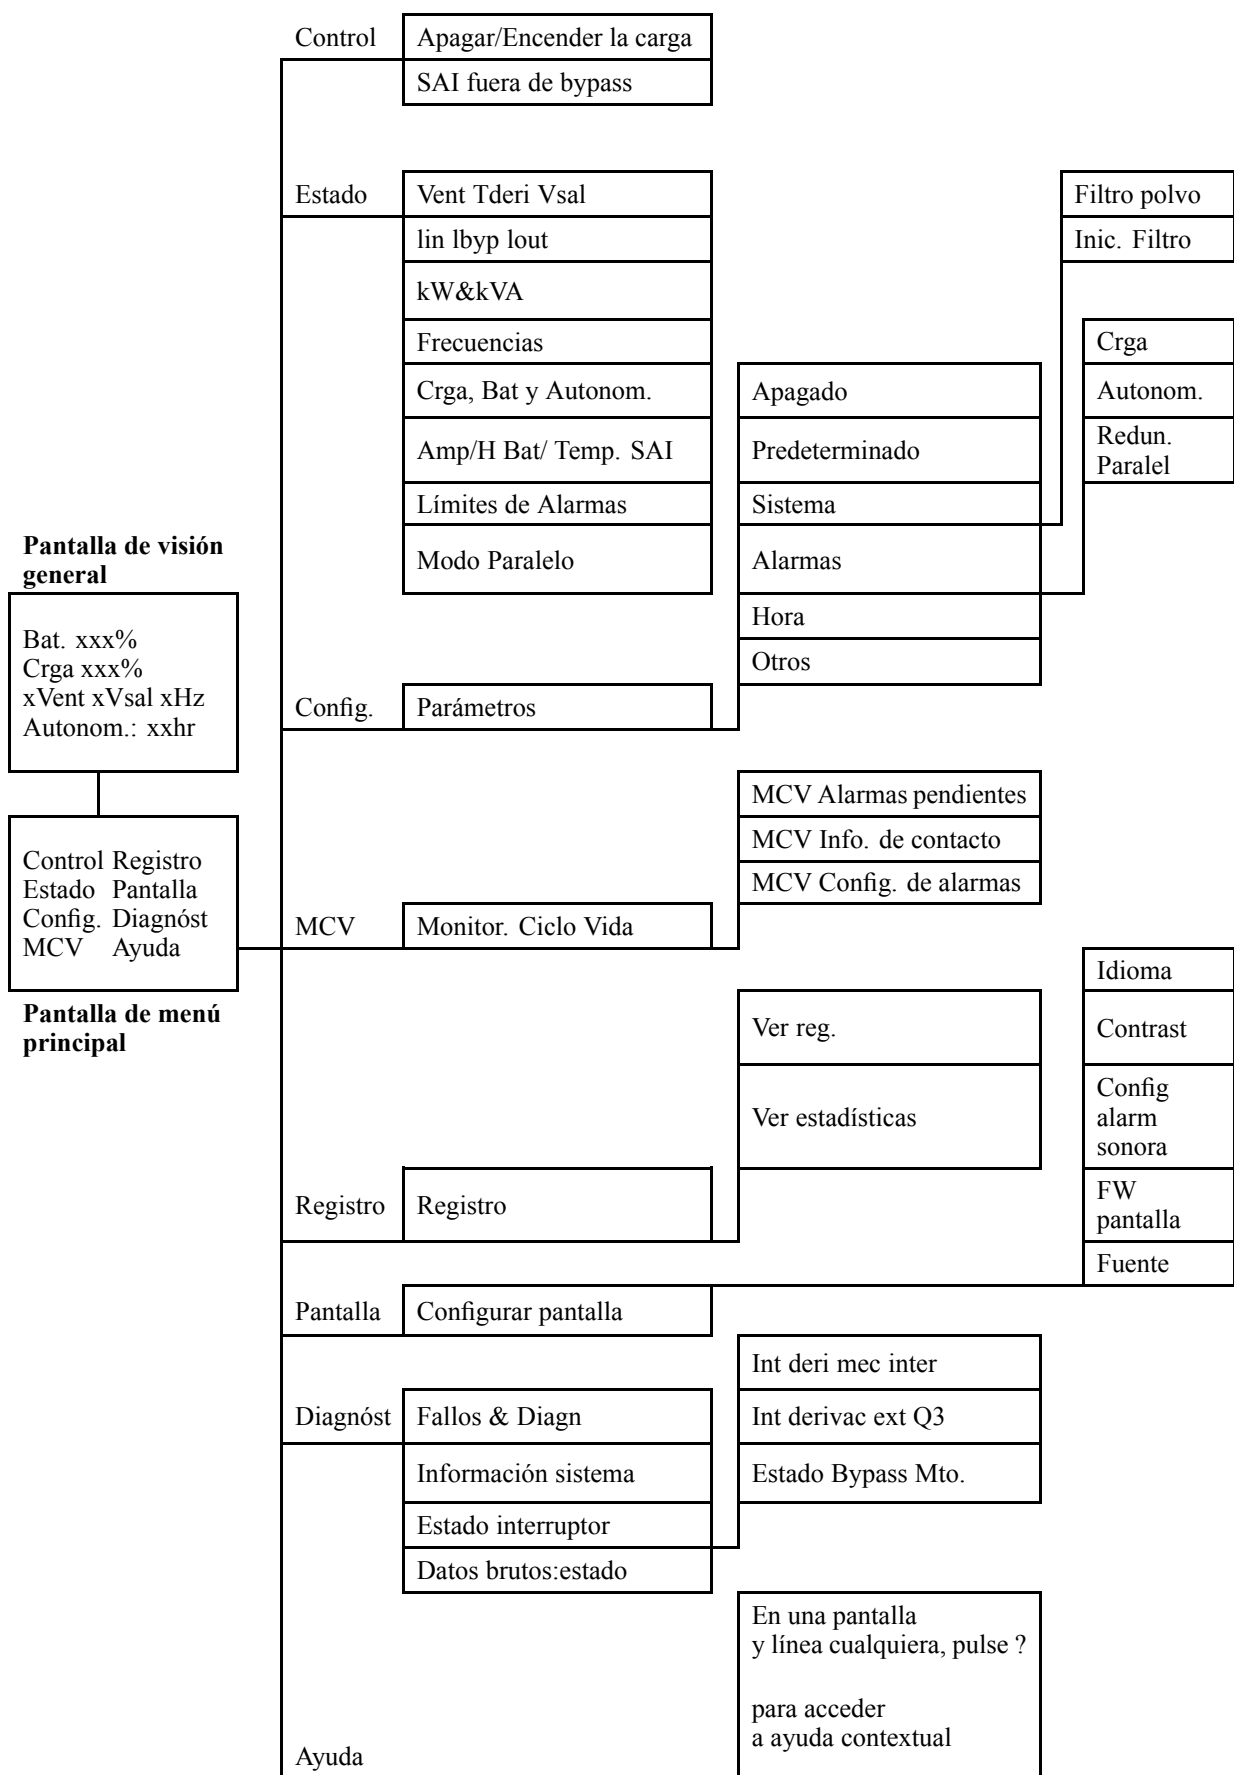 Control
Apagar/Encender la carga
SAI fuera de bypass
Estado
Vent Tderi Vsal
lin lbyp lout
kW&kVA
Frecuencias
Crga, Bat y Autonom.
Amp/H Bat/ Temp. SAI
Límites de Alarmas
Modo Paralelo
Filtro polvo
Inic. Filtro
Crga
Autonom.
Redun.
Paralel
Apagado
Predeterminado
Sistema
Alarmas
Hora
Otros
Pantalla de visión
general
Bat. xxx%
Crga xxx%
xVent xVsal xHz
Autonom.: xxhr
Config.
Parámetros
Control Registro
Estado Pantalla
Config. Diagnóst
MCV Ayuda
Pantalla de menú
principal
MCV Alarmas pendientes
MCV Info. de contacto
MCV Config. de alarmas
MCV
Monitor. Ciclo Vida
Idioma
Contrast
Config
alarm
sonora
FW
pantalla
Fuente
Ver reg.
Ver estadísticas
Registro
Registro
Pantalla
Configurar pantalla
Int deri mec inter
Int derivac ext Q3
Estado Bypass Mto.
Diagnóst
Fallos & Diagn
Información sistema
Estado interruptor
Datos brutos:estado
En una pantalla
y línea cualquiera, pulse ?
para acceder
a ayuda contextual
Ayuda